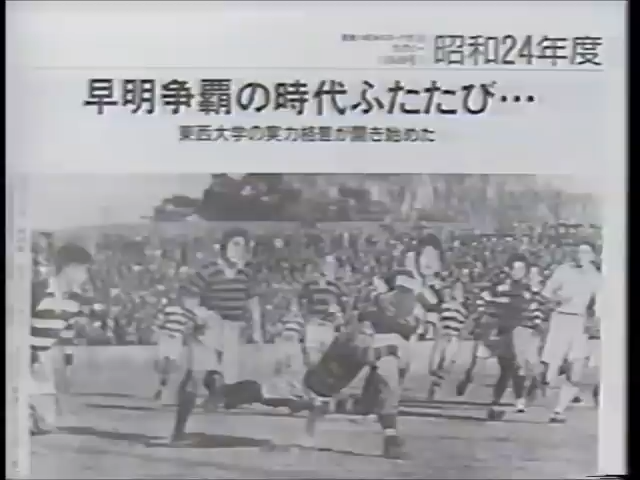 昭和24年度
早明争覇の時代ふたたび…
東西大学の実力格差が開き始めた